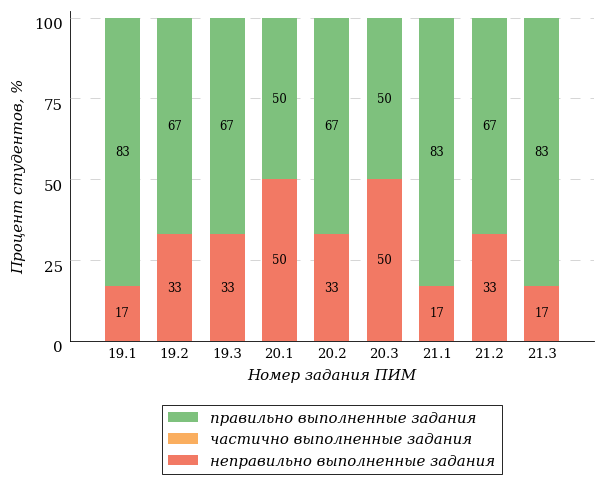 100
75
50
25
0
Процент студентов, %
83 67 67 50 67 50 83 67 83
17 33 33 50 33 50 17 33 17
19.1 19.2 19.3 20.1 20.2 20.3 21.1 21.2 21.3
Номер задания ПИМ
правильно выполненные задания
частично выполненные задания
неправильно выполненные задания